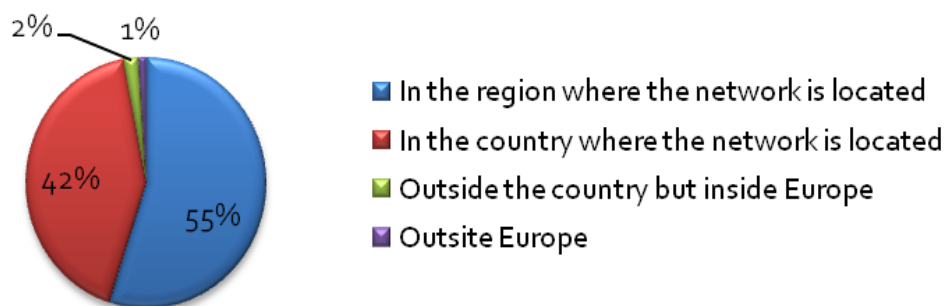 2% 1%
42%
55%
In the region where the network is located
In the country where the network is located
Outside the country but inside Europe
Outsite Europe